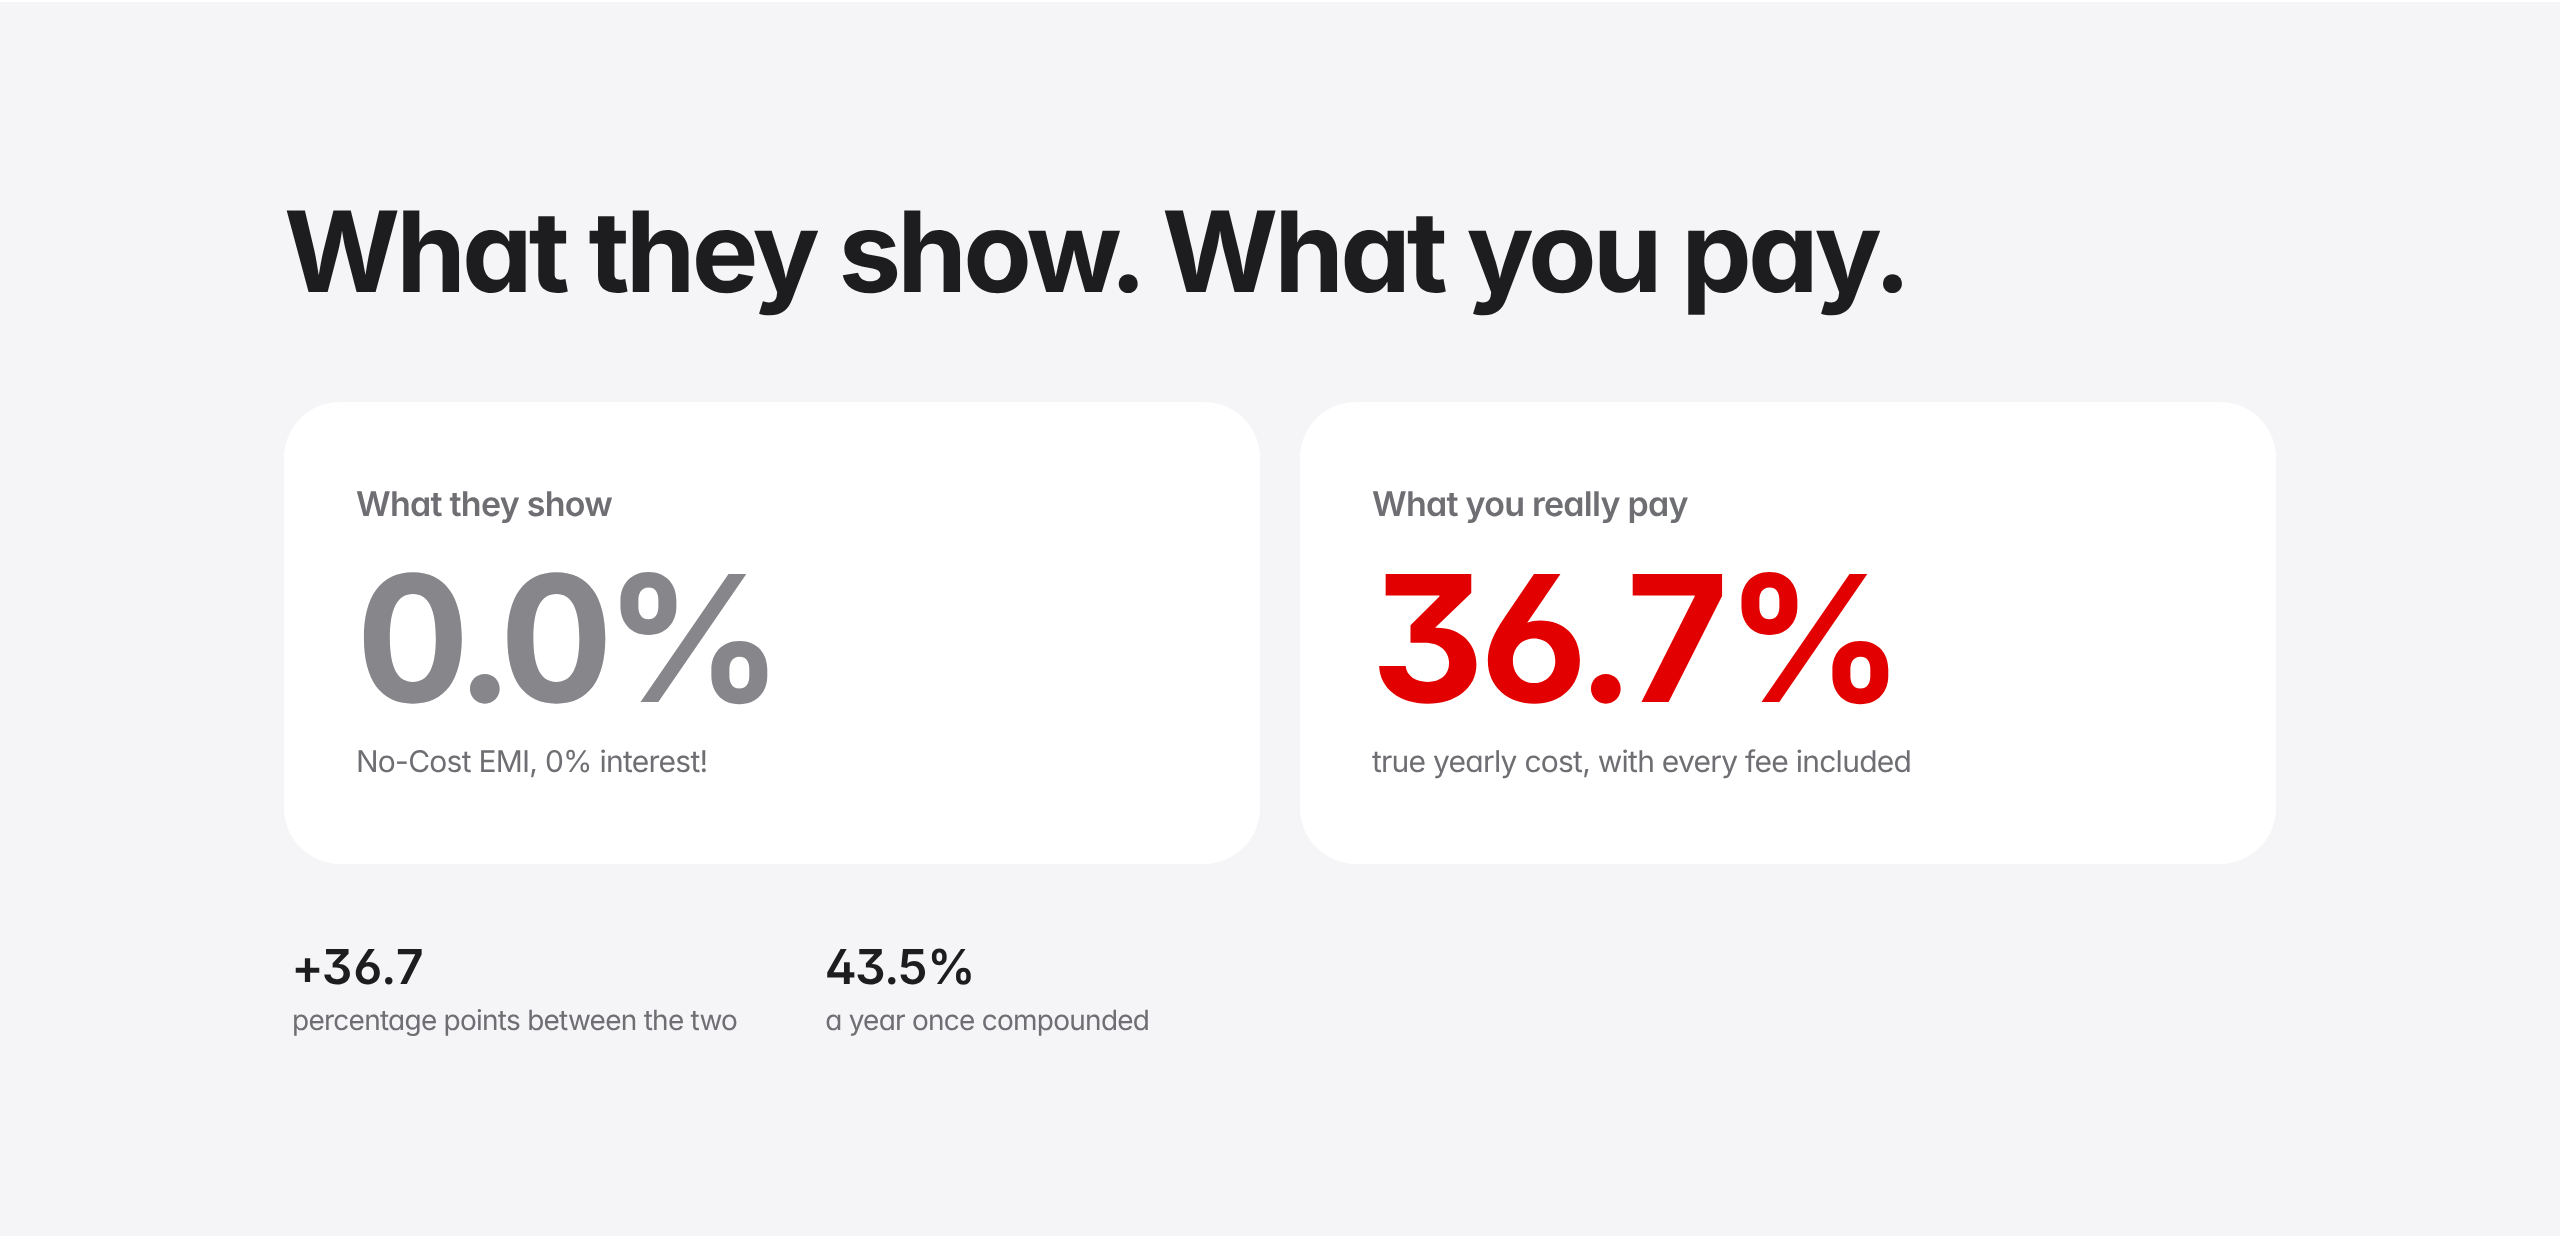 What they show. What you pay.
What they show
0.0%
No-Cost EMI, 0% interest!
What you really pay
36.7%
true yearly cost, with every fee included
+36.7
percentage points between the two
43.5%
a year once compounded